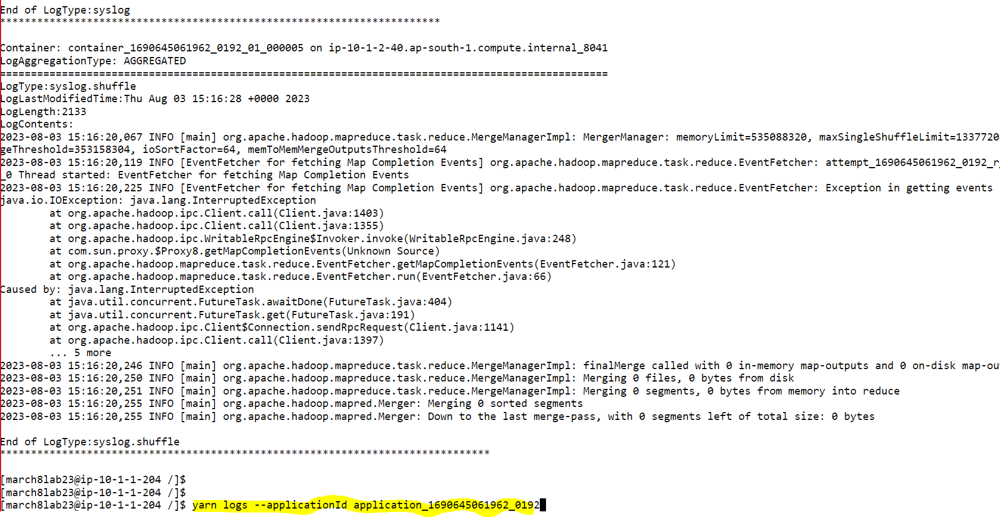 End of LogType:syslog
***********************************************************************
Container: container_1690645061962_0192_01_000005 on ip-10-1-2-40.ap-south-1.compute.internal_8041
LogAggregationType: AGGREGATED
==================================================================================================
LogType:syslog.shuffle
LogLastModifiedTime:Thu Aug 03 15:16:28 +0000 2023
LogLength:2133
LogContents:
2023-08-03 15:16:20,067 INFO [main] org.apache.hadoop.mapreduce.task.reduce.MergeManagerImpl: MergerManager: memoryLimit=535088320, maxSingleShuffleLimit=1337720
geThreshold=353158304, ioSortFactor=64, memToMemMergeOutputsThreshold=64
2023-08-03 15:16:20,119 INFO [EventFetcher for fetching Map Completion Events] org.apache.hadoop.mapreduce.task.reduce.EventFetcher: attempt_1690645061962_0192_r_
_0 Thread started: EventFetcher for fetching Map Completion Events
2023-08-03 15:16:20,225 INFO [EventFetcher for fetching Map Completion Events] org.apache.hadoop.mapreduce.task.reduce.EventFetcher: Exception in getting events
java.io.IOException: java.lang.InterruptedException
        at org.apache.hadoop.ipc.Client.call(Client.java:1403)
        at org.apache.hadoop.ipc.Client.call(Client.java:1355)
        at org.apache.hadoop.ipc.WritableRpcEngine$Invoker.invoke(WritableRpcEngine.java:248)
        at com.sun.proxy.$Proxy8.getMapCompletionEvents(Unknown Source)
        at org.apache.hadoop.mapreduce.task.reduce.EventFetcher.getMapCompletionEvents(EventFetcher.java:121)
        at org.apache.hadoop.mapreduce.task.reduce.EventFetcher.run(EventFetcher.java:66)
Caused by: java.lang.InterruptedException
        at java.util.concurrent.FutureTask.awaitDone(FutureTask.java:404)
        at java.util.concurrent.FutureTask.get(FutureTask.java:191)
        at org.apache.hadoop.ipc.Client$Connection.sendRpcRequest(Client.java:1141)
        at org.apache.hadoop.ipc.Client.call(Client.java:1397)
        ... 5 more
2023-08-03 15:16:20,246 INFO [main] org.apache.hadoop.mapreduce.task.reduce.MergeManagerImpl: finalMerge called with 0 in-memory map-outputs and 0 on-disk map-ou
2023-08-03 15:16:20,250 INFO [main] org.apache.hadoop.mapreduce.task.reduce.MergeManagerImpl: Merging 0 files, 0 bytes from disk
2023-08-03 15:16:20,251 INFO [main] org.apache.hadoop.mapreduce.task.reduce.MergeManagerImpl: Merging 0 segments, 0 bytes from memory into reduce
2023-08-03 15:16:20,255 INFO [main] org.apache.hadoop.mapred.Merger: Merging 0 sorted segments
2023-08-03 15:16:20,255 INFO [main] org.apache.hadoop.mapred.Merger: Down to the last merge-pass, with 0 segments left of total size: 0 bytes
End of LogType:syslog.shuffle
*******************************************************************************
[march8lab23@ip-10-1-1-204 /]$
[march8lab23@ip-10-1-1-204 /]$
[march8lab23@ip-10-1-1-204 /]$ yarn logs --applicationId application_1690645061962_0192